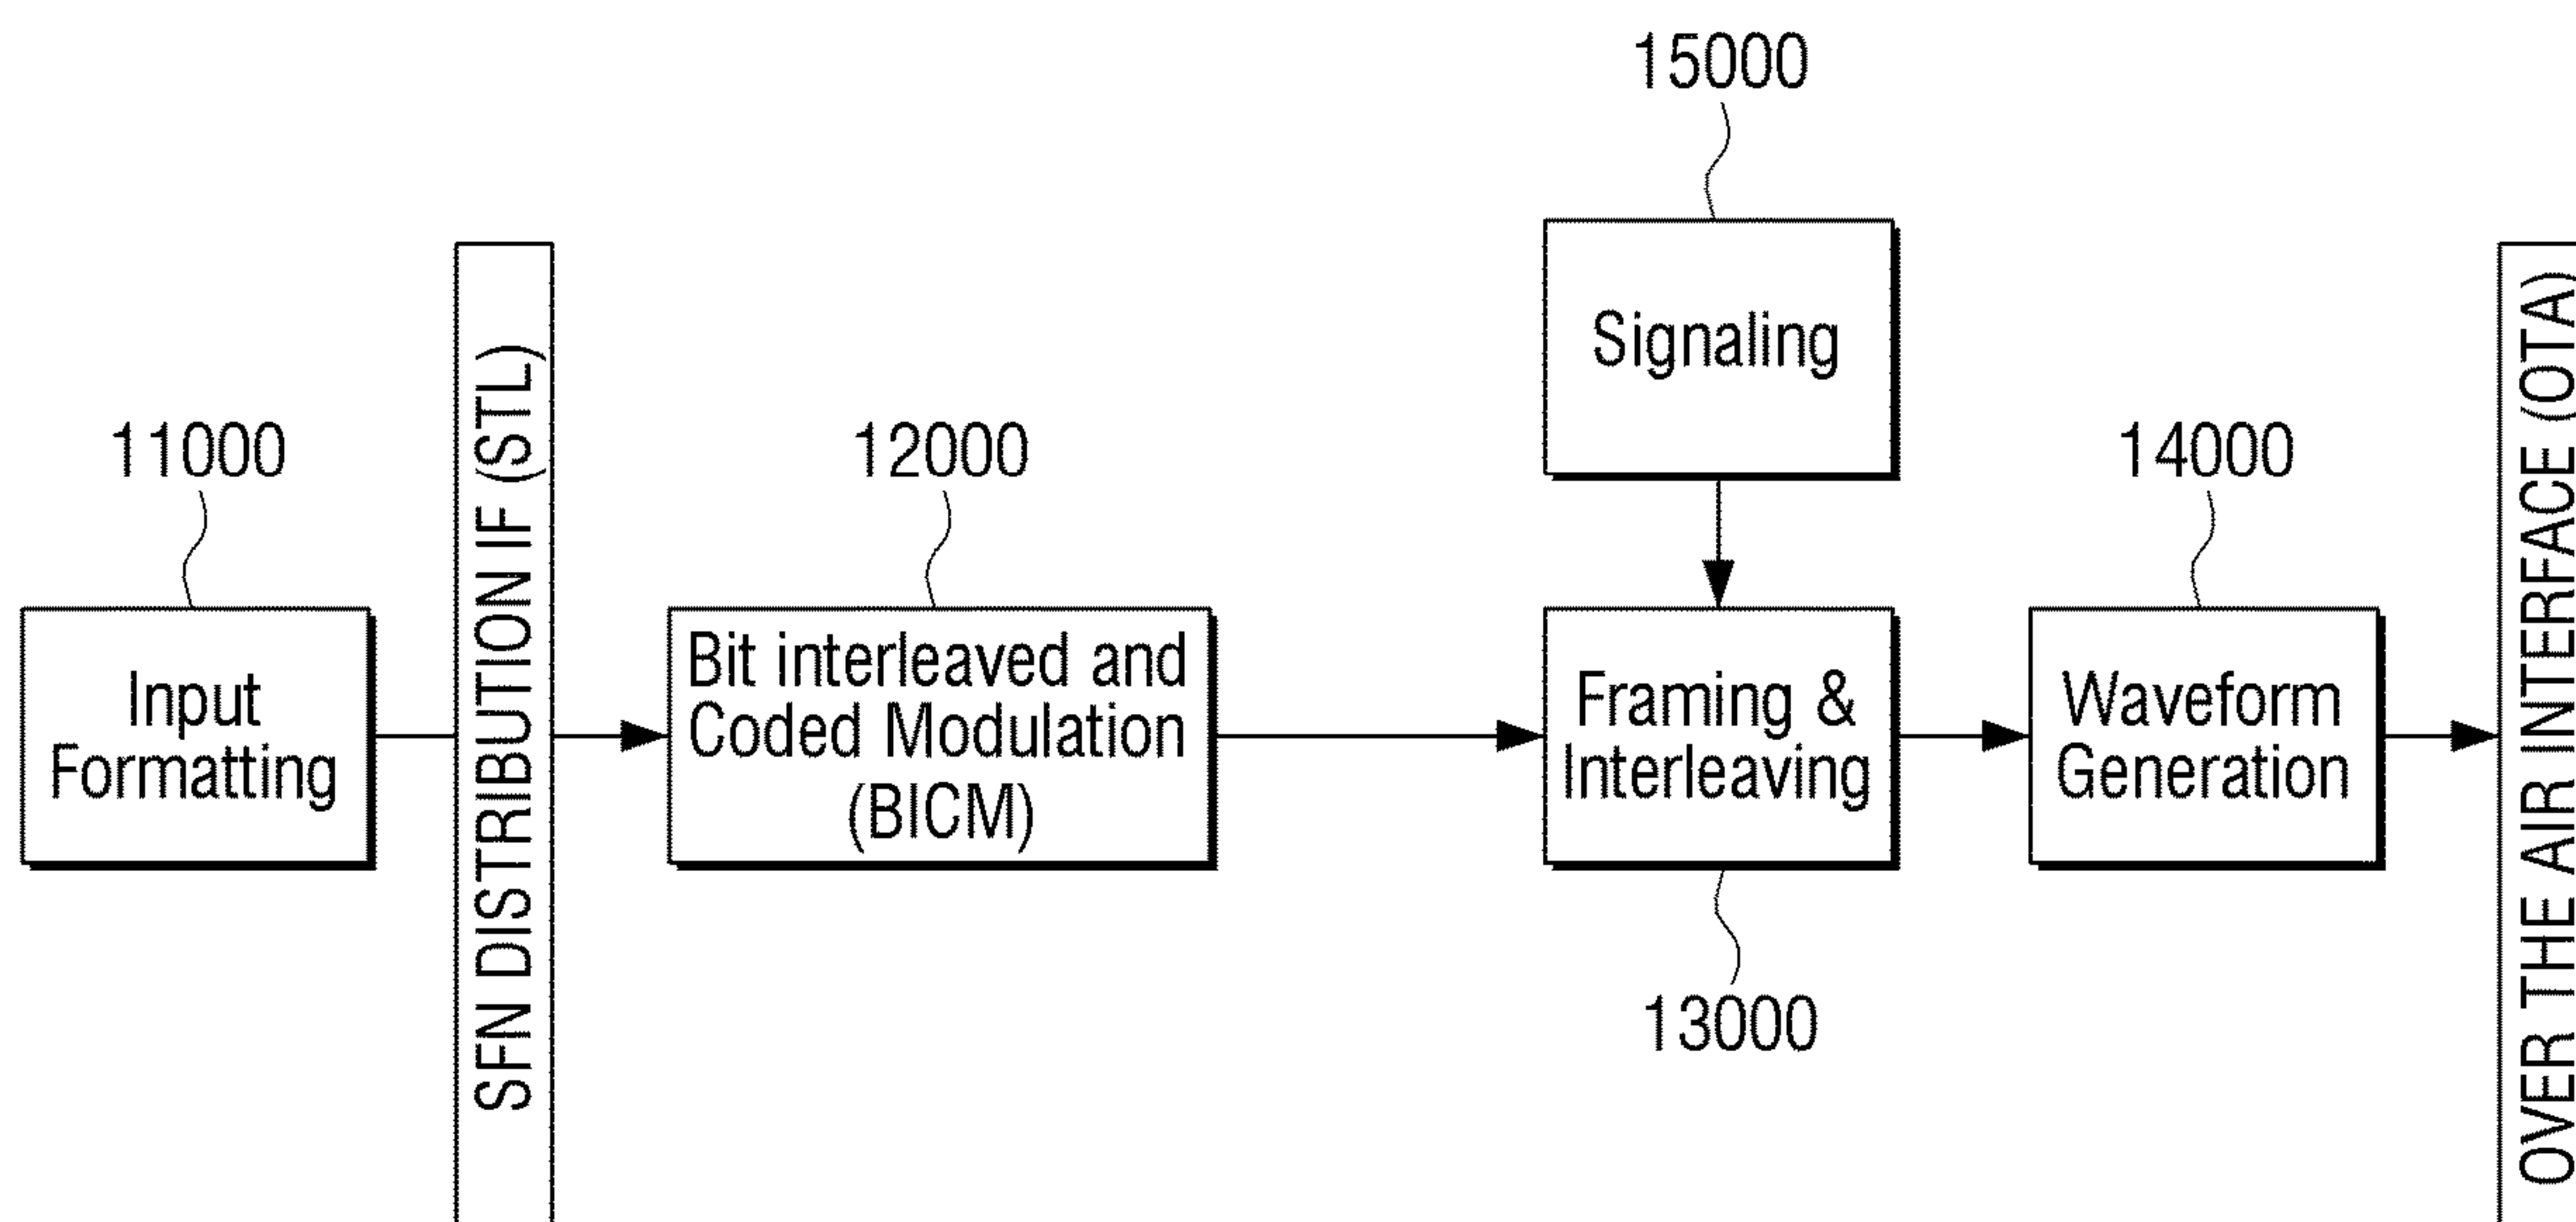 15000
Signaling
11000
12000
14000
SFN DISTRIBUTION IF (STL)
OVER THE AIR INTERFACE (OTA)
Input
Formatting
Bit interleaved and
Coded Modulation
(BICM)
Framing &
Interleaving
Waveform
Generation
13000